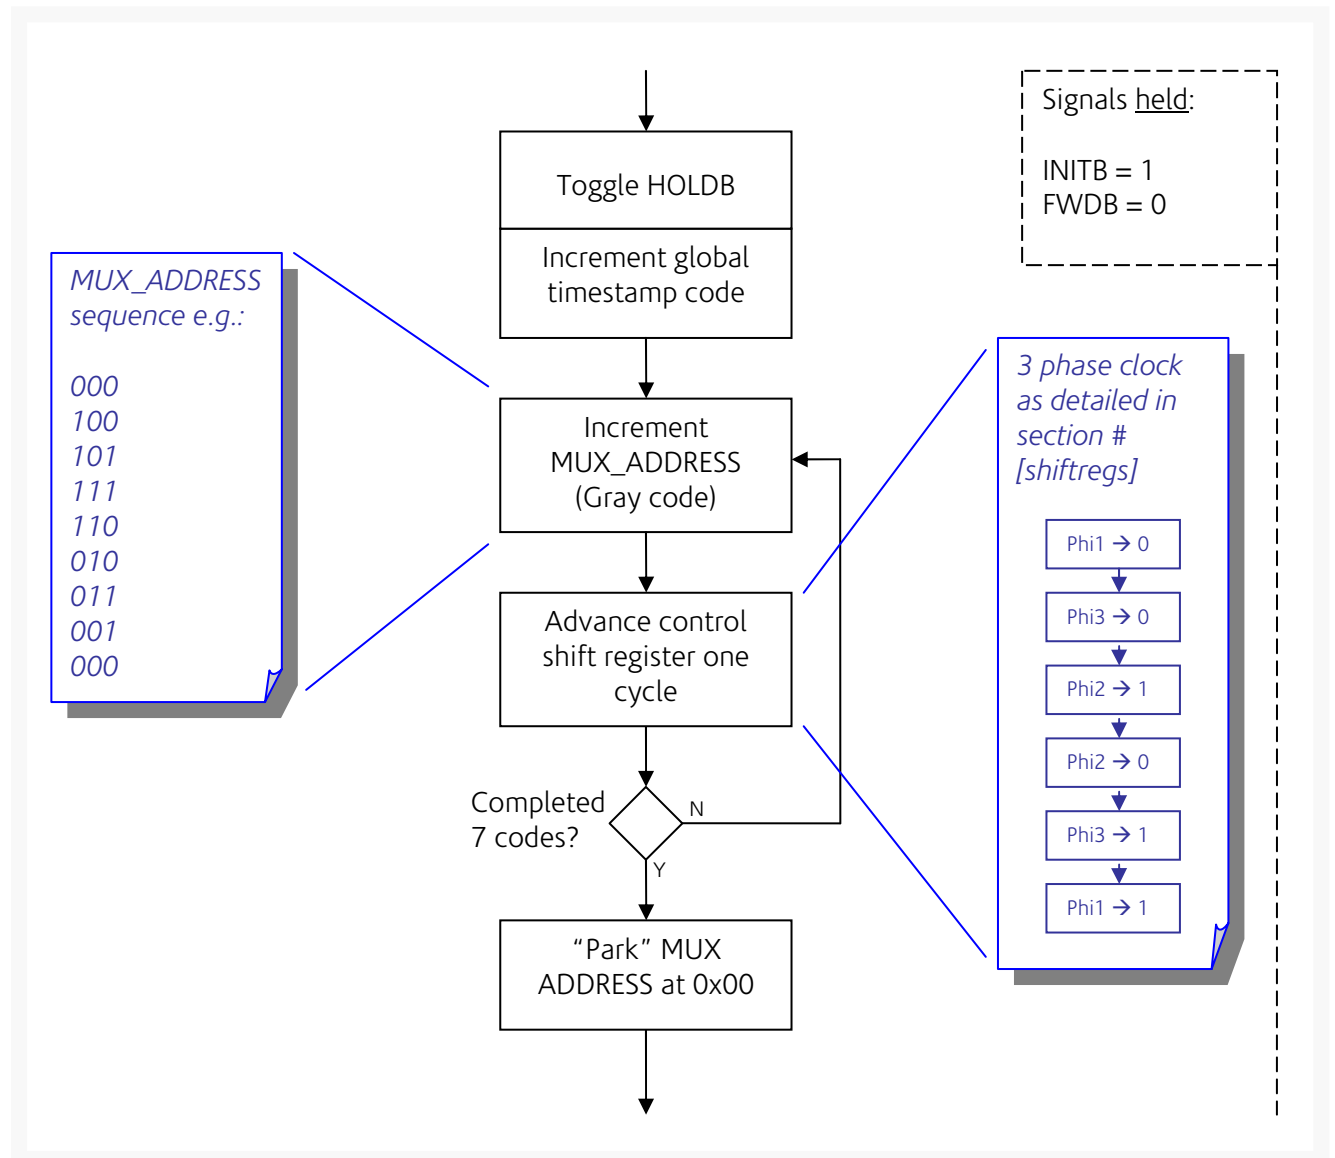 Signals held:
INITB = 1
FWDB = 0
Toggle HOLDB
Increment global
timestamp code
MUX_ADDRESS
sequence e.g.:
000
100
101
111
110
010
011
001
000
Increment
MUX_ADDRESS
(Gray code)
3 phase clock
as detailed in
section #
[shiftregs]
Phi1 → 0
Phi3 → 0
Phi2 → 1
Phi2 → 0
Phi3 → 1
Phi1 → 1
Advance control
shift register one
cycle
Completed
7 codes?
N
Y
“Park” MUX
ADDRESS at 0x00